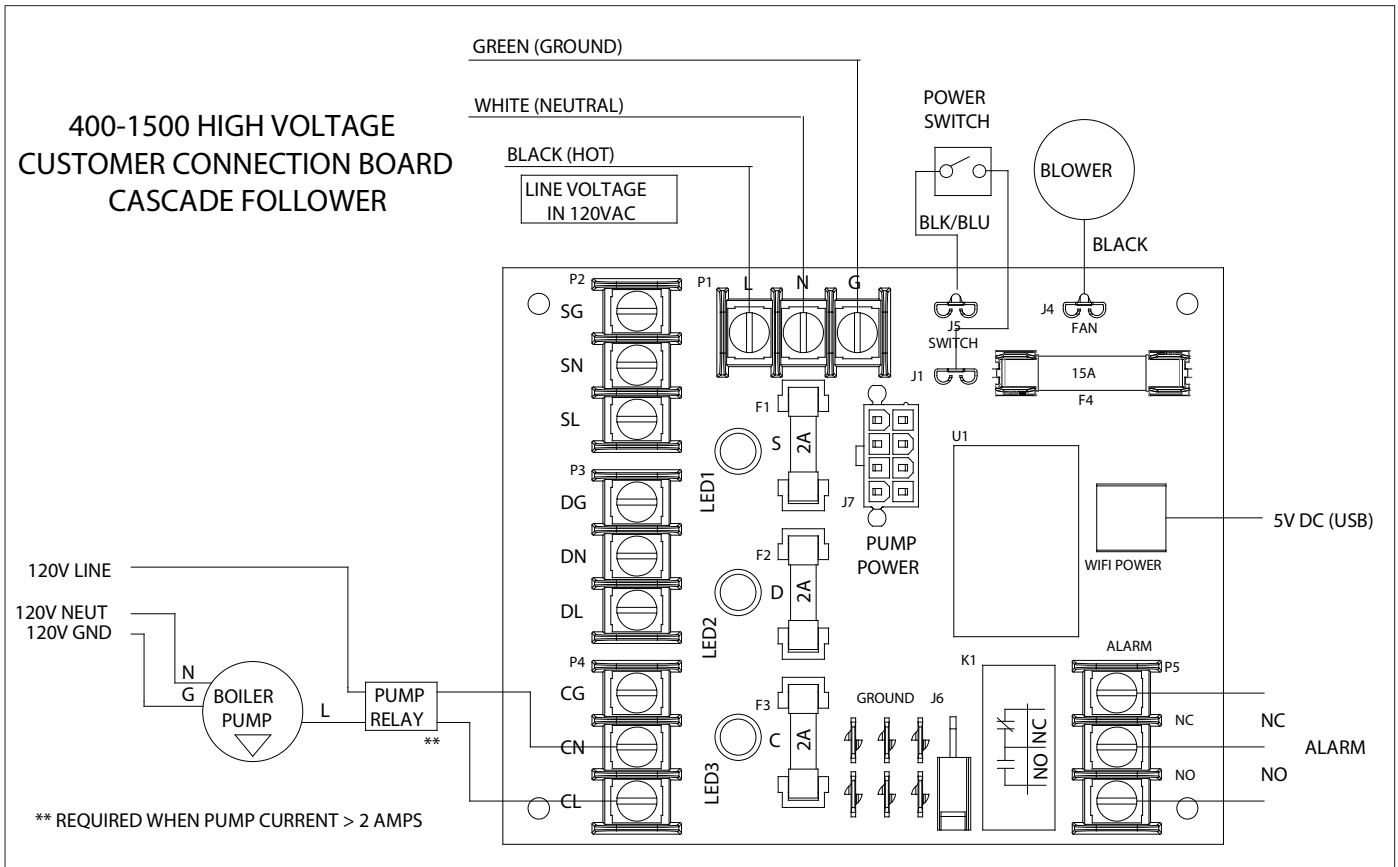 GREEN (GROUND)
WHITE (NEUTRAL)
BLACK (HOT)
LINE VOLTAGE
IN 120VAC
400-1500 HIGH VOLTAGE
CUSTOMER CONNECTION BOARD
CASCADE FOLLOWER
POWER
SWITCH
BLK/BLU
BLOWER
BLACK
P2
SG
SN
SL
P1
L
N
G
J5
SWITCH
J4
FAN
J1
15A
F4
F1
S
2A
LED1
J7
PUMP
POWER
U1
WIFI POWER
5V DC (USB)
P3
DG
DN
DL
F2
D
2A
LED2
120V LINE
120V NEUT
120V GND
N
G
BOILER
PUMP
L
PUMP
RELAY
**
P4
CG
CN
CL
F3
C
2A
LED3
GROUND
J6
K1
NO
NC
ALARM
P5
NC
NO
NC
ALARM
NO
** REQUIRED WHEN PUMP CURRENT > 2 AMPS